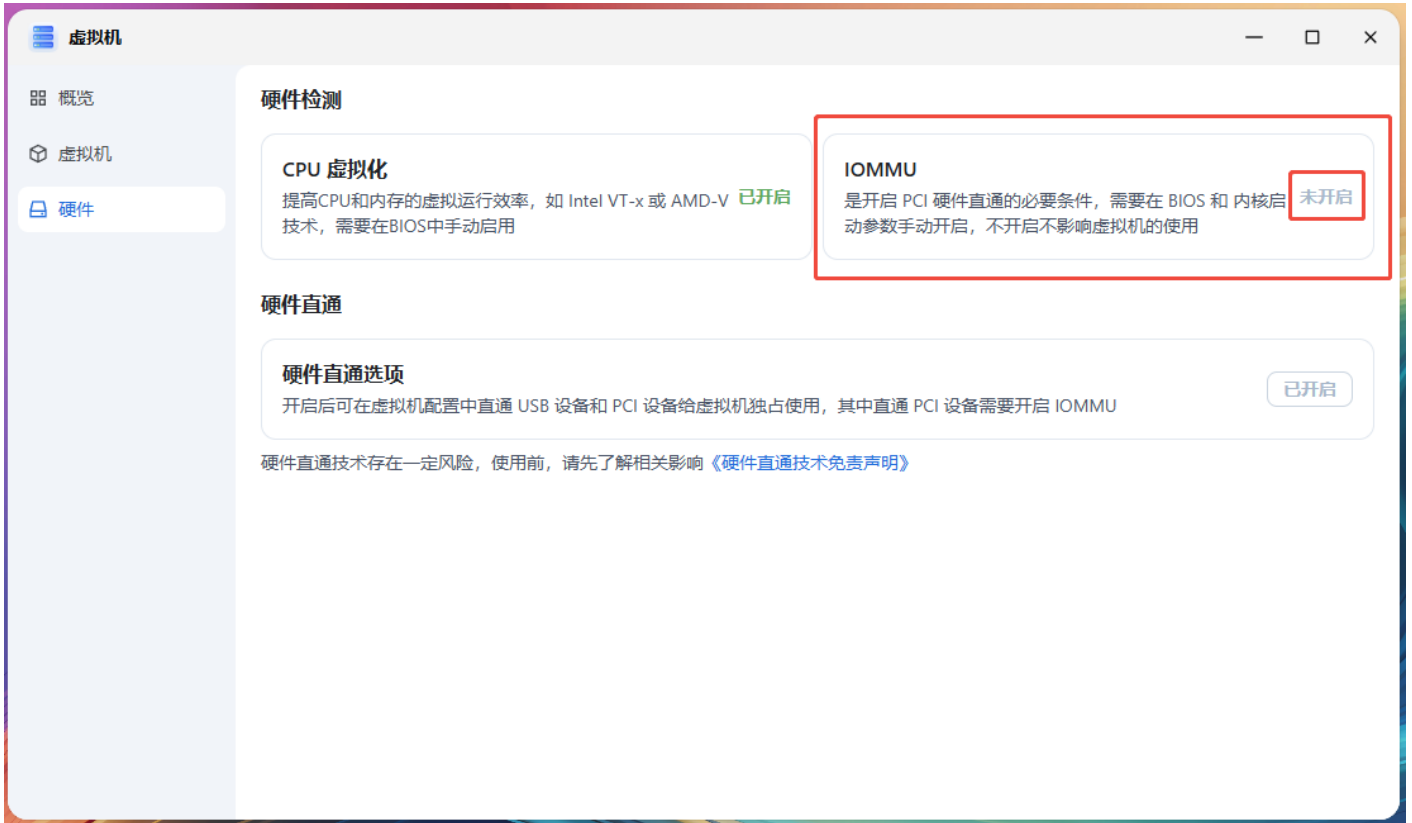 虚拟机
概览
虚拟机
硬件
硬件检测
CPU 虚拟化
提高CPU和内存的虚拟运行效率，如 Intel VT-x 或 AMD-V
技术，需要在BIOS中手动启用
已开启
IOMMU
是开启 PCI 硬件直通的必要条件，需要在 BIOS 和 内核启
动参数手动开启，不开启不影响虚拟机的使用
未开启
硬件直通
硬件直通选项
开启后可在虚拟机配置中直通 USB 设备和 PCI 设备给虚拟机独占使用，其中直通 PCI 设备需要开启 IOMMU
已开启
硬件直通技术存在一定风险，使用前，请先了解相关影响《硬件直通技术免责声明》